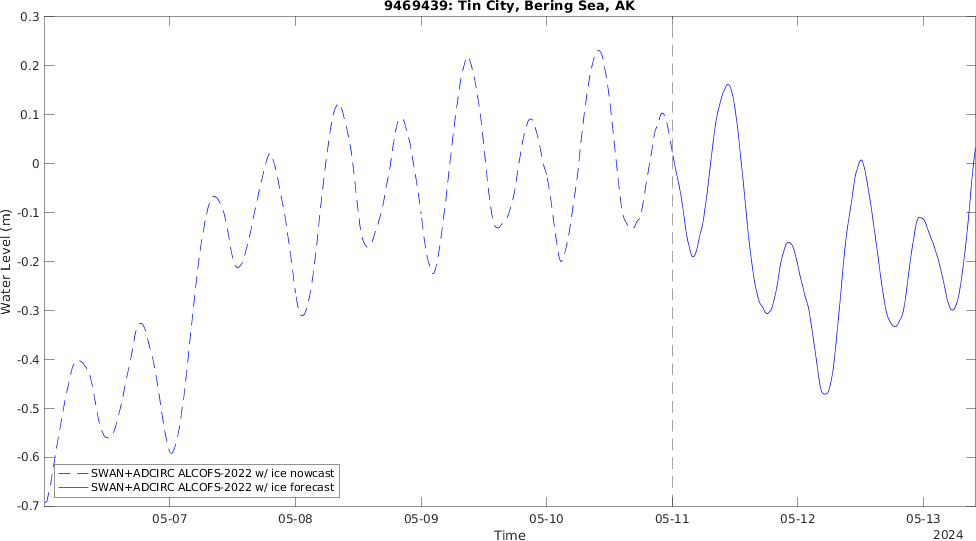 9469439: Tin City, Bering Sea, AK
0.3
0.2
0.1
0
-0.1
-0.2
-0.3
-0.4
-0.5
-0.6
-0.7
Water Level (m)
SWAN+ADCIRC ALCOFS-2022 w/ ice nowcast
SWAN+ADCIRC ALCOFS-2022 w/ ice forecast
05-07 05-08 05-09 05-10 05-11 05-12 05-13
Time
2024